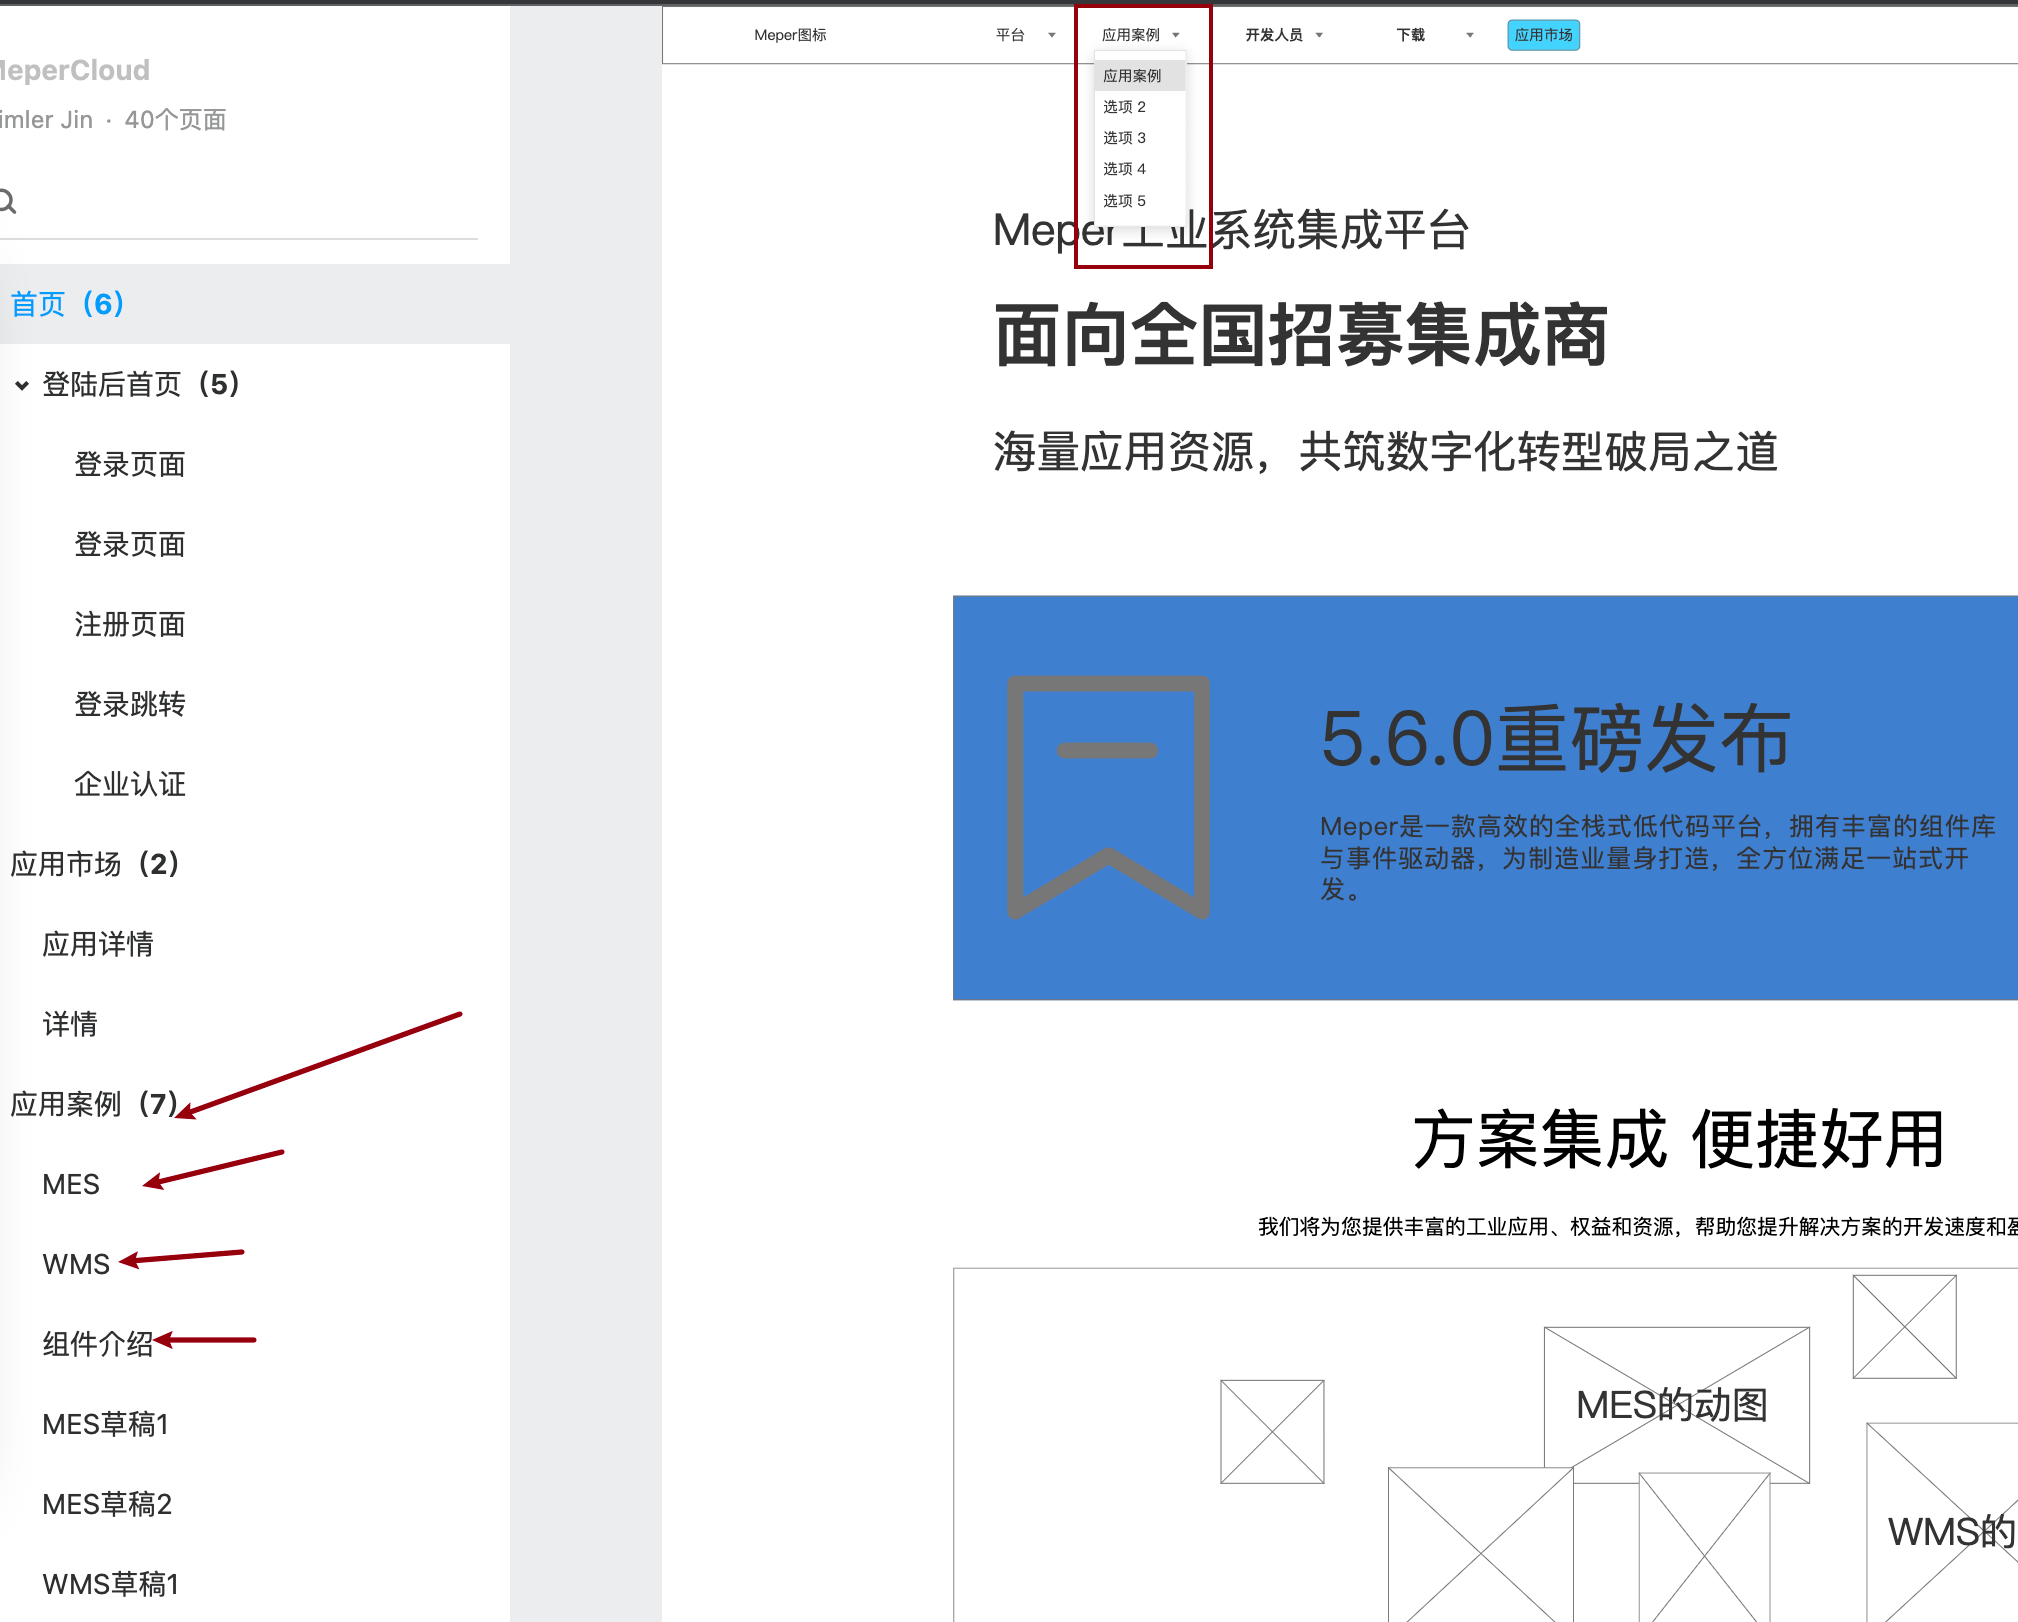 MeperCloud
imler Jin · 40个页面
首页（6）
登陆后首页（5）
登录页面
登录页面
注册页面
登录跳转
企业认证
应用市场（2）
应用详情
详情
应用案例（7）
MES
WMS
组件介绍
MES草稿1
MES草稿2
WMS草稿1
Meper图标 平台 应用案例 开发人员 下载 应用市场
应用案例
选项 2
选项 3
选项 4
选项 5
Meper工业系统集成平台
面向全国招募集成商
海量应用资源，共筑数字化转型破局之道
5.6.0重磅发布
Meper是一款高效的全栈式低代码平台，拥有丰富的组件库
与事件驱动器，为制造业量身打造，全方位满足一站式开
发。
方案集成 便捷好用
我们将为您提供丰富的工业应用、权益和资源，帮助您提升解决方案的开发速度和
MES的动图
WMS的